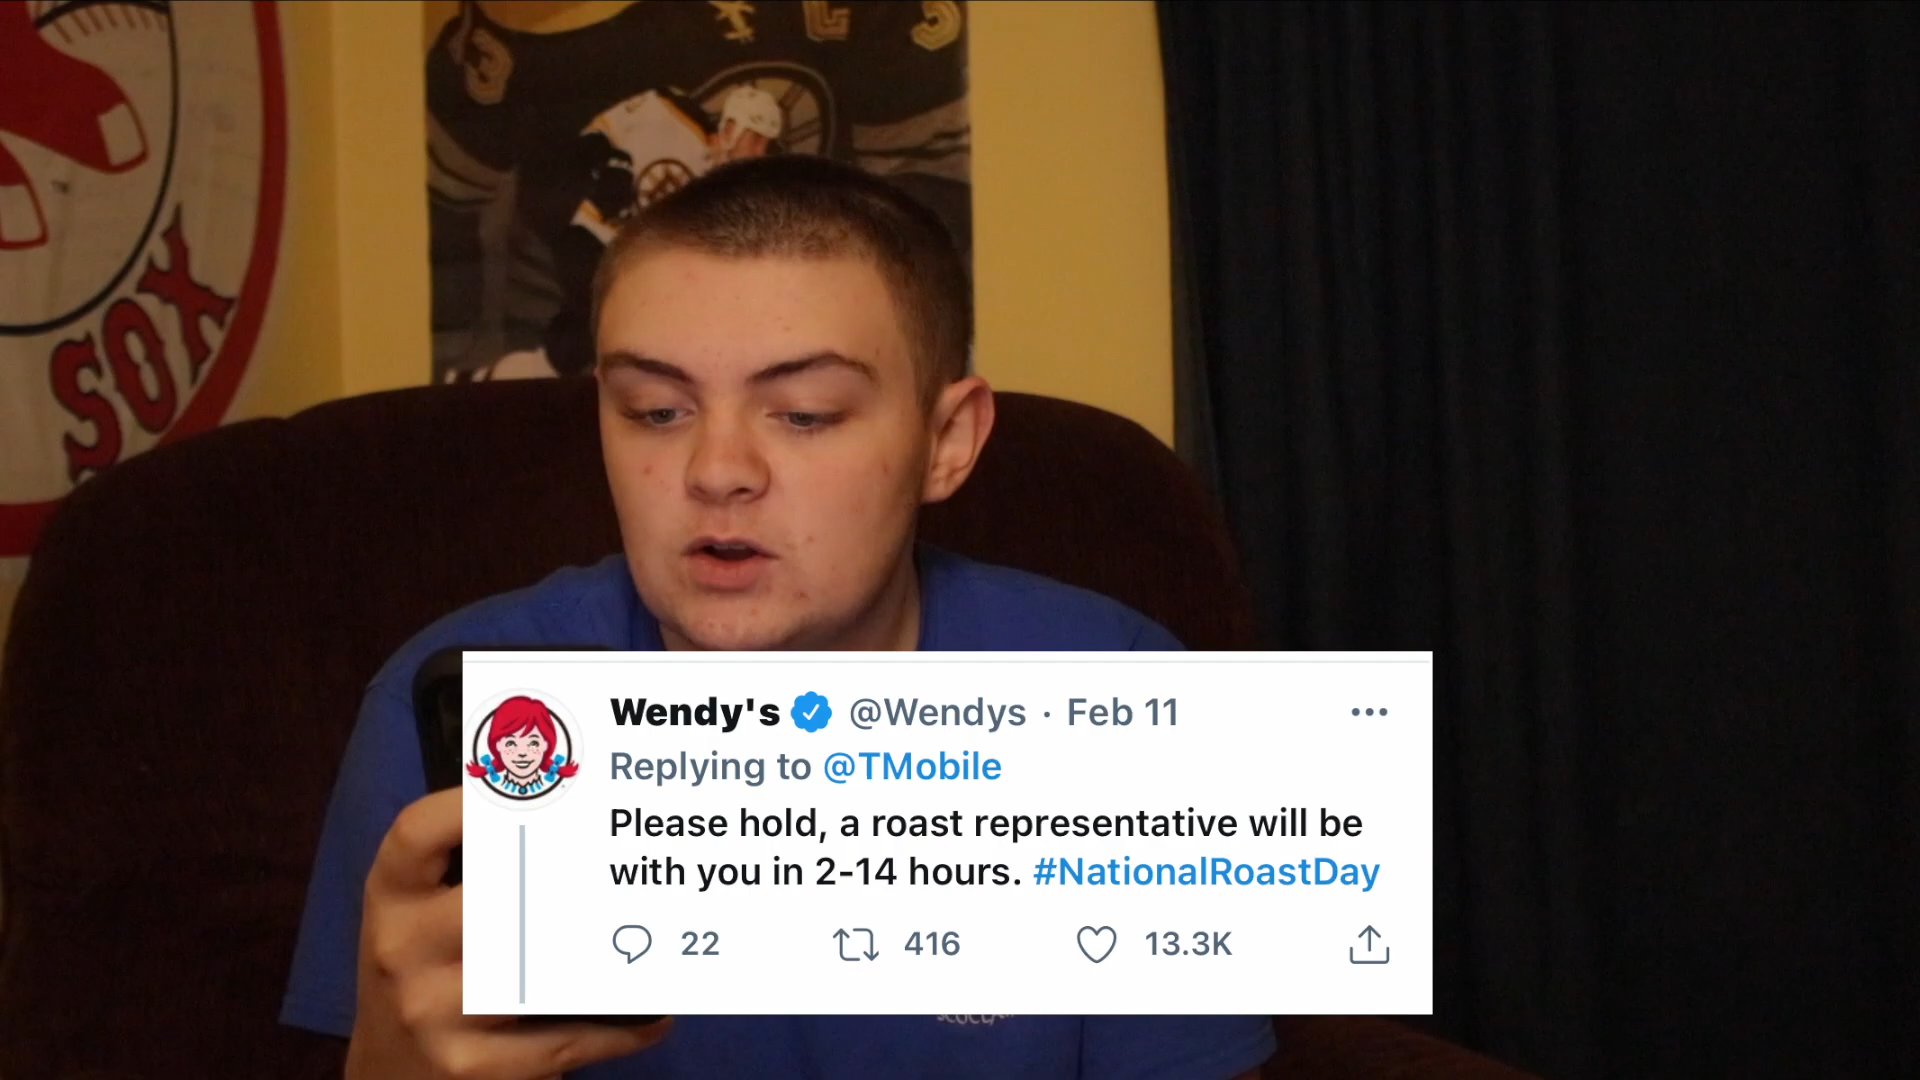 SOX
Wendy's @Wendys · Feb 11
Replying to @TMobile
Please hold, a roast representative will be
with you in 2-14 hours. #NationalRoastDay
22 416 13.3K